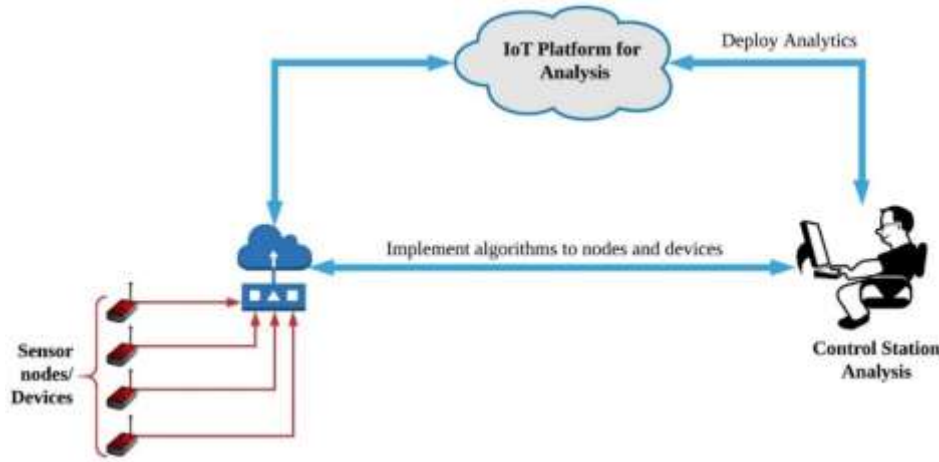 IoT Platform for
Analysis
Deploy Analytics
Implement algorithms to nodes and devices
Sensor
nodes/
Devices
Control Station
Analysis